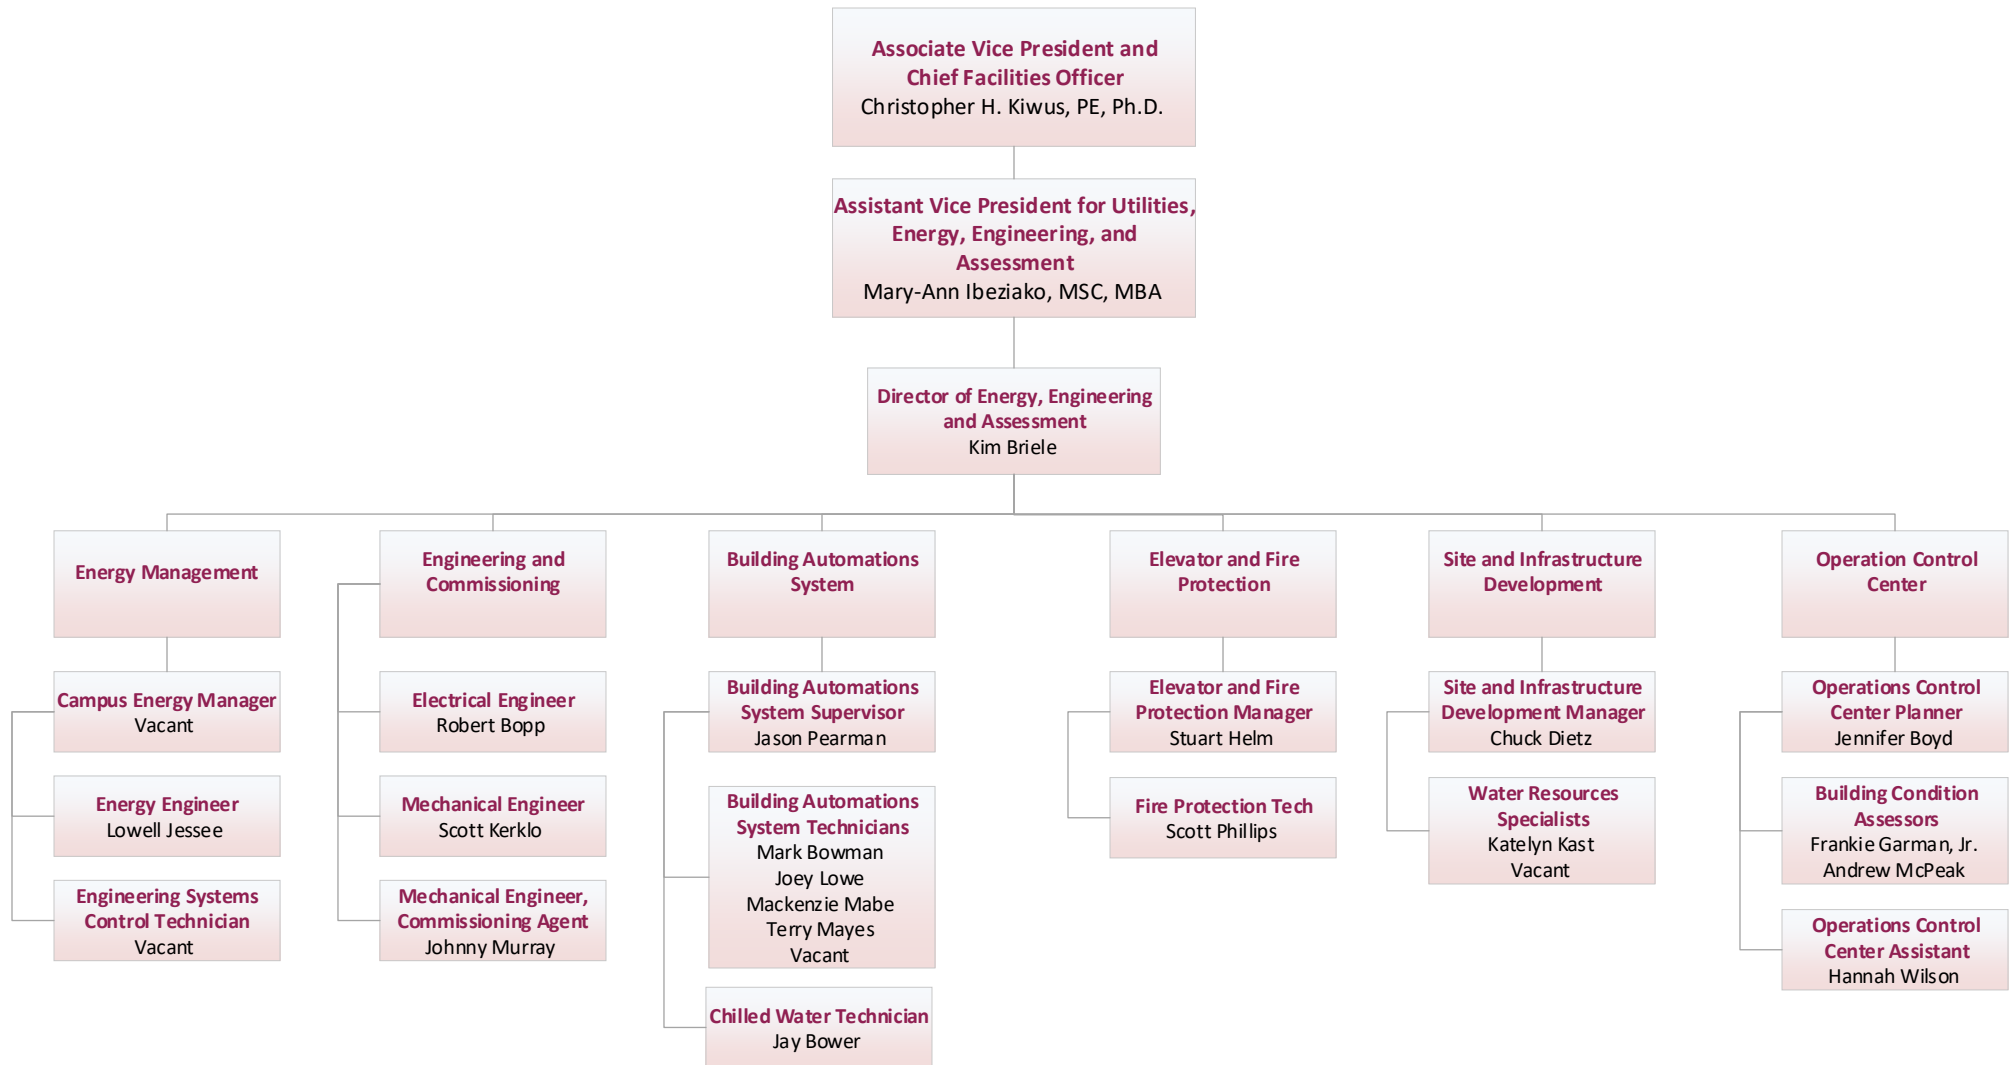 Associate Vice President and
Chief Facilities Officer
Christopher H. Kiwus, PE, Ph.D.
Assistant Vice President for Utilities,
Energy, Engineering, and
Assessment
Mary-Ann Ibeziako, MSC, MBA
Director of Energy, Engineering
and Assessment
Kim Briele
Energy Management
Campus Energy Manager
Vacant
Energy Engineer
Lowell Jessee
Engineering Systems
Control Technician
Vacant
Engineering and
Commissioning
Electrical Engineer
Robert Bopp
Mechanical Engineer
Scott Kerklo
Mechanical Engineer,
Commissioning Agent
Johnny Murray
Building Automations
System
Building Automations
System Supervisor
Jason Pearman
Building Automations
System Technicians
Mark Bowman
Joey Lowe
Mackenzie Mabe
Terry Mayes
Vacant
Chilled Water Technician
Jay Bower
Elevator and Fire
Protection
Elevator and Fire
Protection Manager
Stuart Helm
Fire Protection Tech
Scott Phillips
Site and Infrastructure
Development
Site and Infrastructure
Development Manager
Chuck Dietz
Water Resources
Specialists
Katelyn Kast
Vacant
Operation Control
Center
Operations Control
Center Planner
Jennifer Boyd
Building Condition
Assessors
Frankie Garman, Jr.
Andrew McPeak
Operations Control
Center Assistant
Hannah Wilson